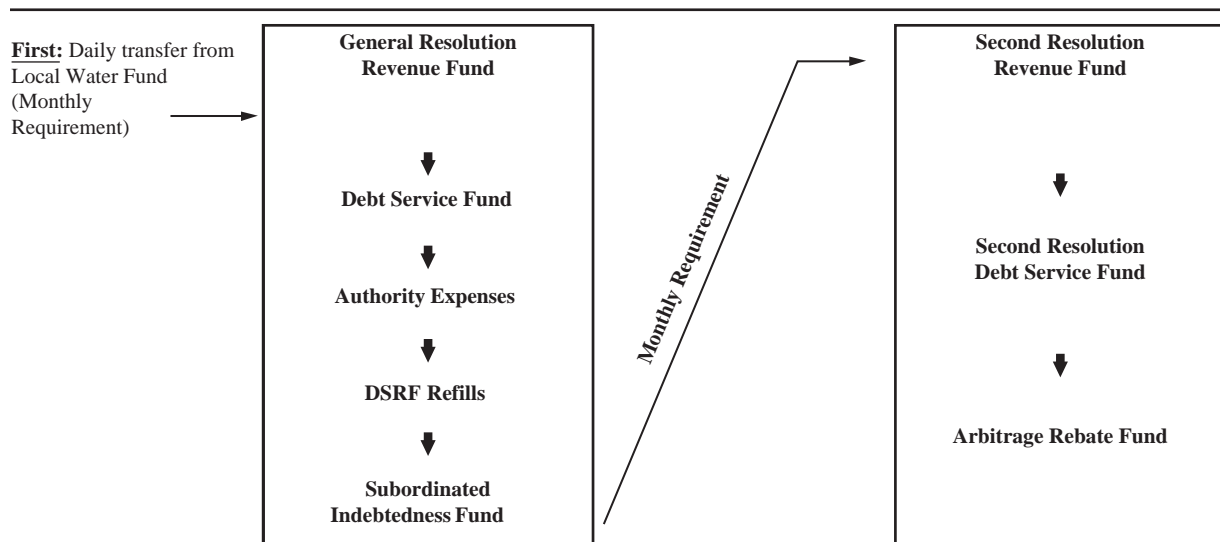 First: Daily transfer from
Local Water Fund
(Monthly
Requirement)
General Resolution
Revenue Fund
Debt Service Fund
Authority Expenses
DSRF Refills
Subordinated
Indebtedness Fund
Monthly Requirement
Second Resolution
Revenue Fund
Second Resolution
Debt Service Fund
Arbitrage Rebate Fund